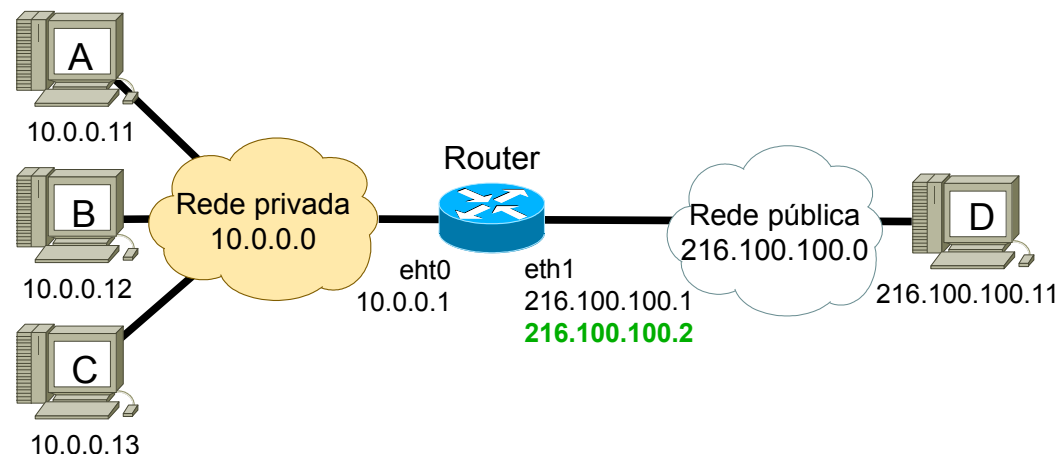 A
10.0.0.11
B
10.0.0.12
C
10.0.0.13
Rede privada
10.0.0.0
Router
eht0
10.0.0.1
eth1
216.100.100.1
216.100.100.2
Rede pública
216.100.100.0
D
216.100.100.11